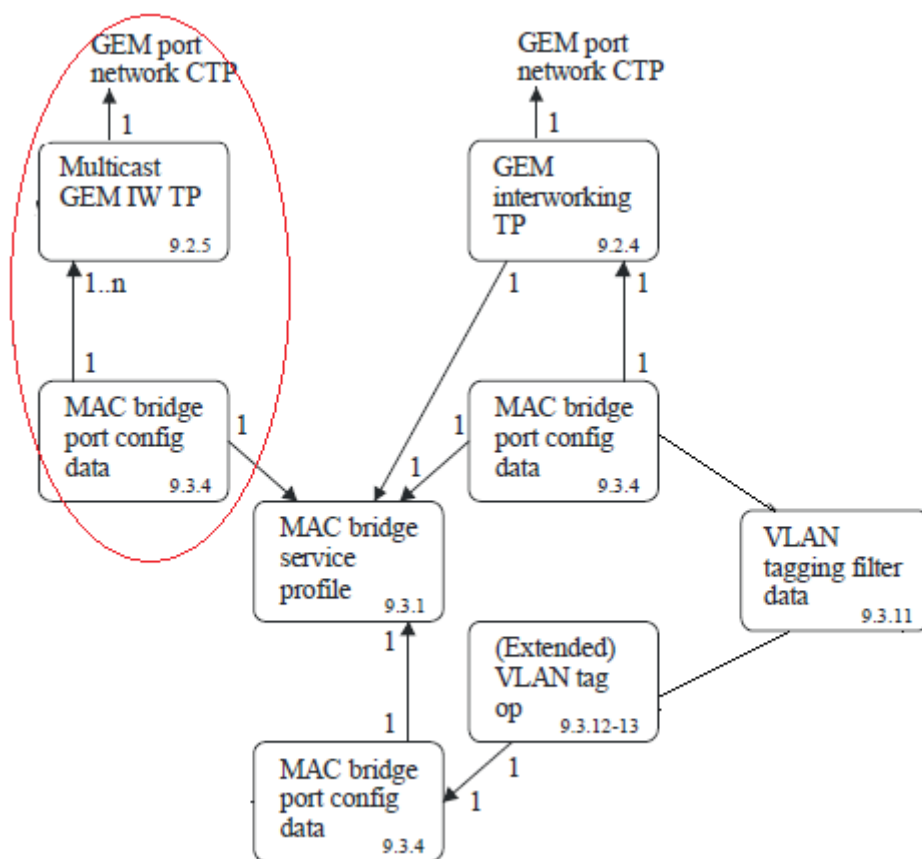 GEM port
network CTP
1
Multicast
GEM IW TP
9.2.5
1..n
1
MAC bridge
port config
data
9.3.4
1
GEM port
network CTP
1
GEM
interworking
TP
9.2.4
1
1
1
MAC bridge
port config
data
9.3.4
1
1
MAC bridge
service
profile
9.3.1
1
VLAN
tagging filter
data
9.3.11
(Extended)
VLAN tag
op
9.3.12-13
1
1
1
MAC bridge
port config
data
9.3.4